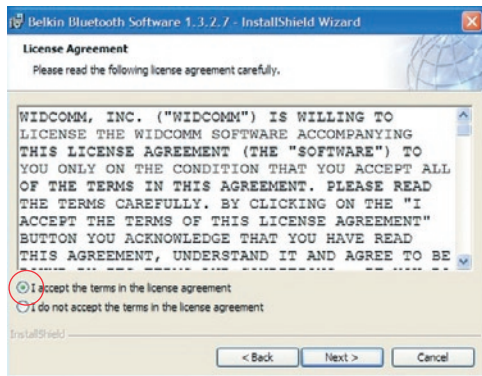 Belkin Bluetooth Software 1.3.2.7 - InstallShield Wizard
License Agreement
Please read the following license agreement carefully.
WIDCOMM, INC. ("WIDCOMM") IS WILLING TO
LICENSE THE WIDCOMM SOFTWARE ACCOMPANYING
THIS LICENSE AGREEMENT (THE "SOFTWARE") TO
YOU ONLY ON THE CONDITION THAT YOU ACCEPT ALL
OF THE TERMS IN THIS AGREEMENT. PLEASE READ
THE TERMS CAREFULLY. BY CLICKING ON THE "I
ACCEPT THE TERMS OF THIS LICENSE AGREEMENT"
BUTTON YOU ACKNOWLEDGE THAT YOU HAVE READ
THIS AGREEMENT, UNDERSTAND IT AND AGREE TO BE
I accept the terms in the license agreement
I do not accept the terms in the license agreement
InstallShield
< Back Next > Cancel